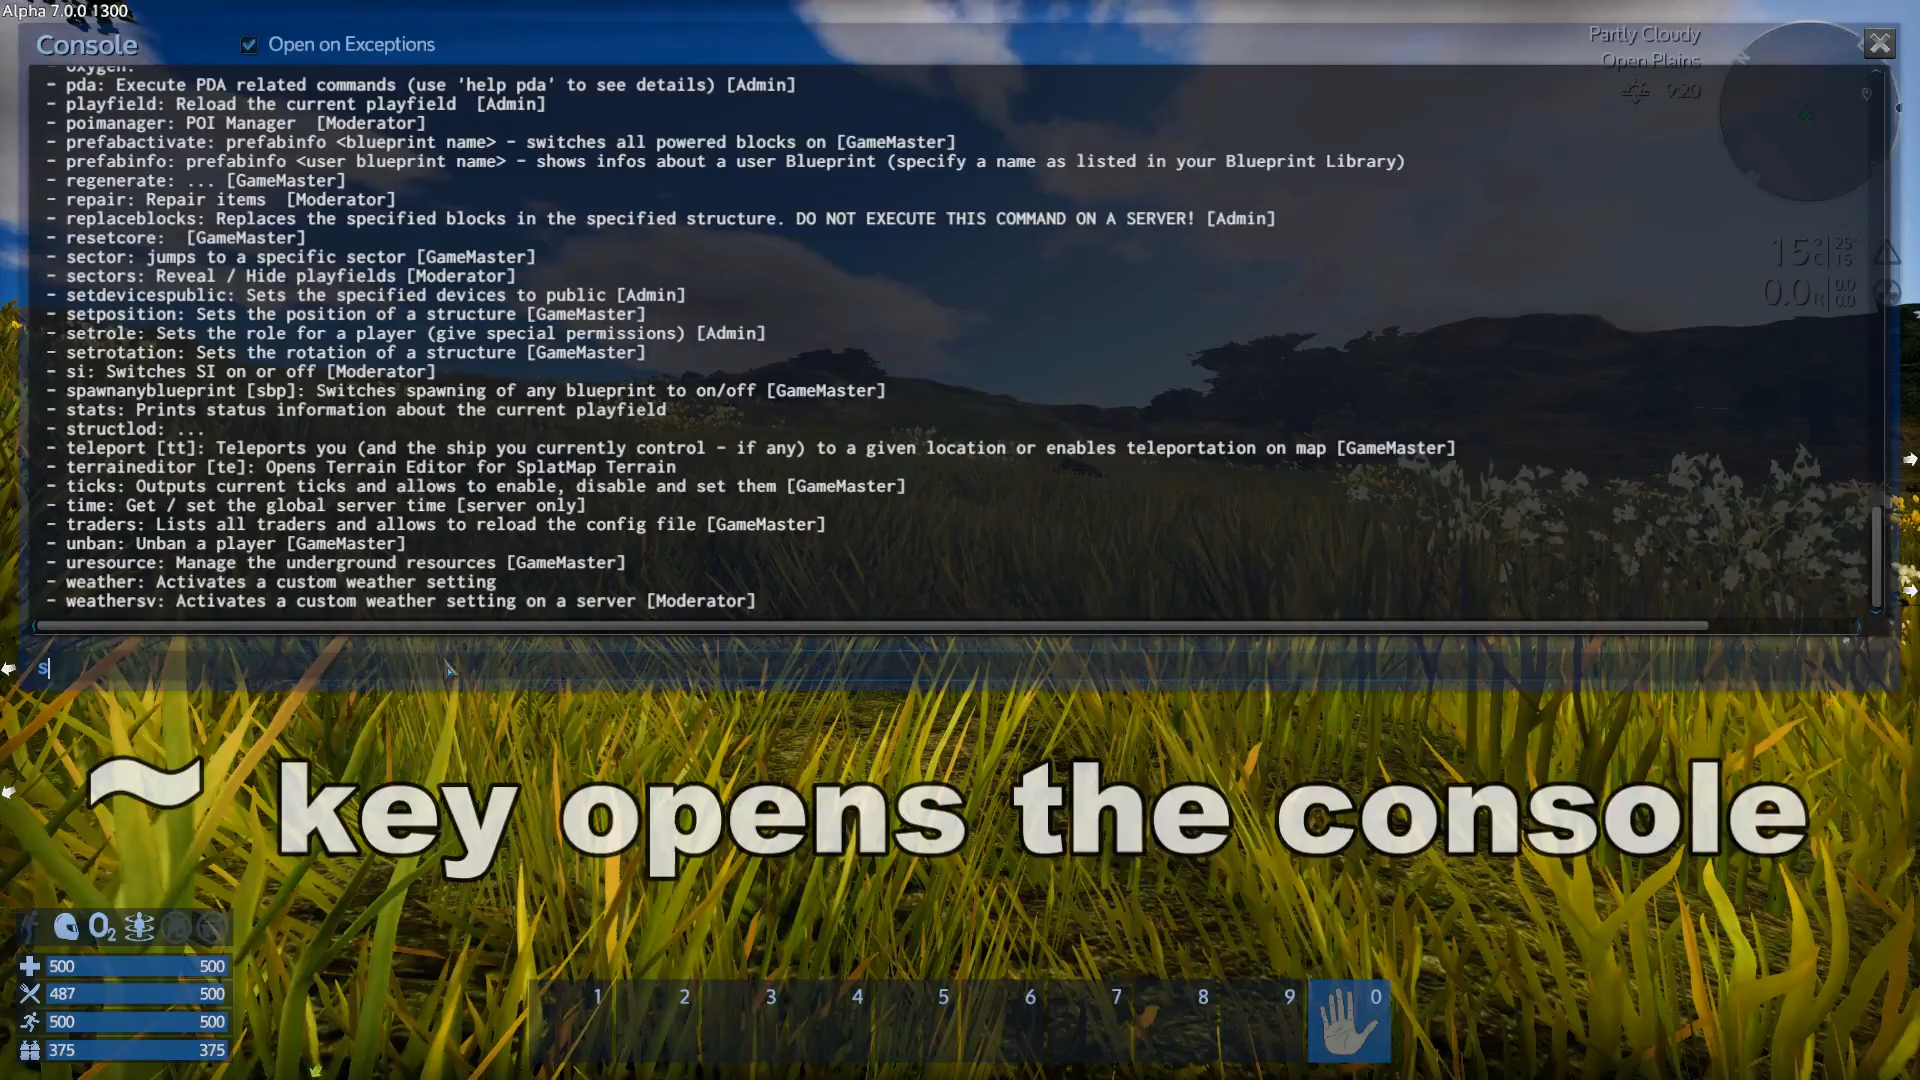 Alpha 7.0.0 1300
Console
Open on Exceptions
Partly Cloudy
Open Plains
9:20
- oxygen:
- pda: Execute PDA related commands (use 'help pda' to see details) [Admin]
- playfield: Reload the current playfield  [Admin]
- poimanager: POI Manager  [Moderator]
- prefabactivate: prefabinfo <blueprint name> - switches all powered blocks on [GameMaster]
- prefabinfo: prefabinfo <user blueprint name> - shows infos about a user Blueprint (specify a name as listed in your Blueprint Library)
- regenerate: ... [GameMaster]
- repair: Repair items  [Moderator]
- replaceblocks: Replaces the specified blocks in the specified structure. DO NOT EXECUTE THIS COMMAND ON A SERVER! [Admin]
- resetcore:  [GameMaster]
- sector: jumps to a specific sector [GameMaster]
- sectors: Reveal / Hide playfields [Moderator]
- setdevicespublic: Sets the specified devices to public [Admin]
- setposition: Sets the position of a structure [GameMaster]
- setrole: Sets the role for a player (give special permissions) [Admin]
- setrotation: Sets the rotation of a structure [GameMaster]
- si: Switches SI on or off [Moderator]
- spawnanyblueprint [sbp]: Switches spawning of any blueprint to on/off [GameMaster]
- stats: Prints status information about the current playfield
- structlod: ...
- teleport [tt]: Teleports you (and the ship you currently control - if any) to a given location or enables teleportation on map [GameMaster]
- terraineditor [te]: Opens Terrain Editor for SplatMap Terrain
- ticks: Outputs current ticks and allows to enable, disable and set them [GameMaster]
- time: Get / set the global server time [server only]
- traders: Lists all traders and allows to reload the config file [GameMaster]
- unban: Unban a player [GameMaster]
- uresource: Manage the underground resources [GameMaster]
- weather: Activates a custom weather setting
- weathersv: Activates a custom weather setting on a server [Moderator]
15°C 25° 15°
0.0R 0.0 0.0
s
~ key opens the console
O2
500 500
487 500
500 500
375 375
1 2 3 4 5 6 7 8 9 0